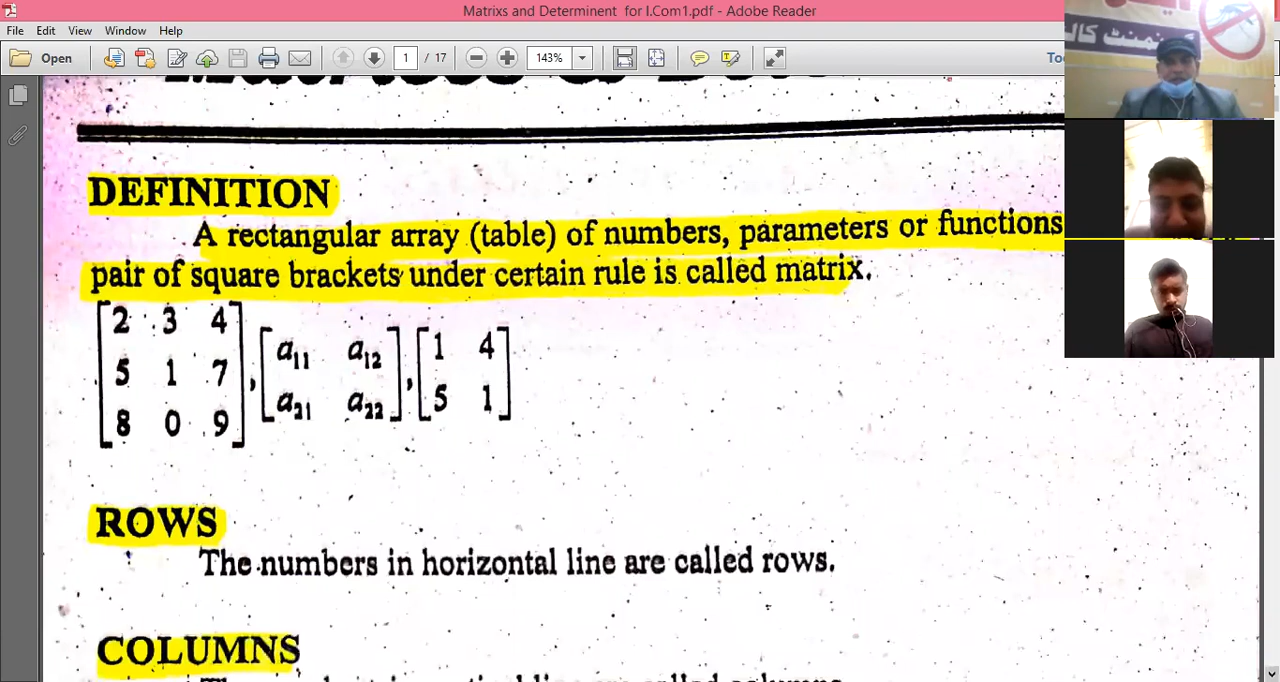 Matrixs and Determinent for I.Com1.pdf - Adobe Reader
File Edit View Window Help
Open 1 / 17 143%
DEFINITION
A rectangular array (table) of numbers, parameters or functions
pair of square brackets under certain rule is called matrix.
2 3 4
5 1 7
8 0 9
,
a11 a12
a21 a22
,
1 4
5 1
ROWS
The numbers in horizontal line are called rows.
COLUMNS